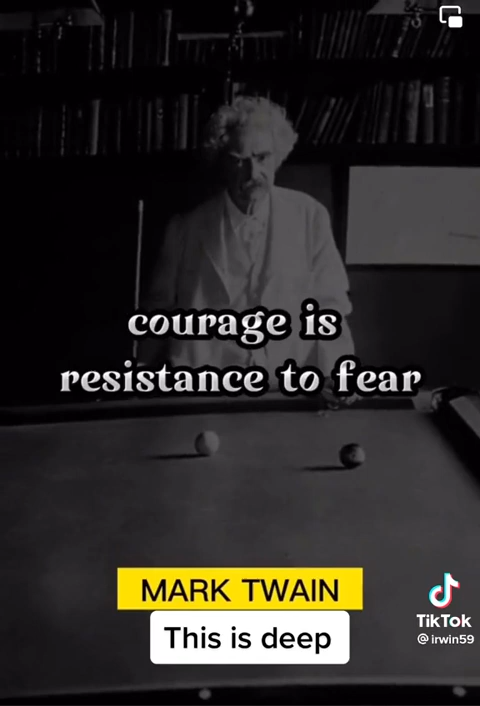 courage is
resistance to fear
MARK TWAIN
This is deep
TikTok
@irwin59